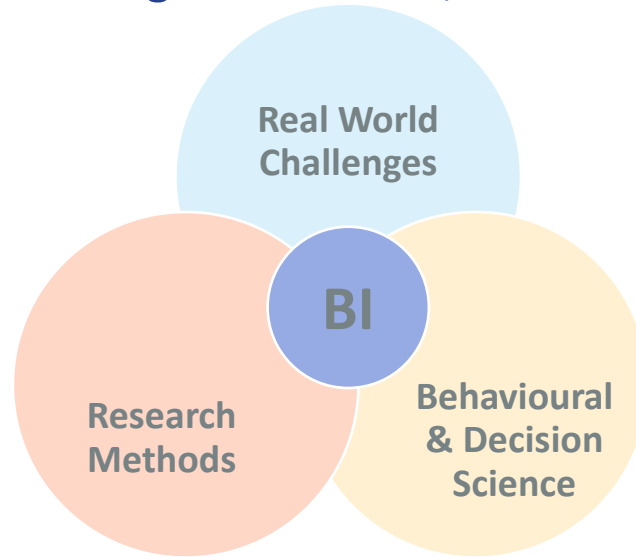 Real World
Challenges
BI
Research
Methods
Behavioural
& Decision
Science